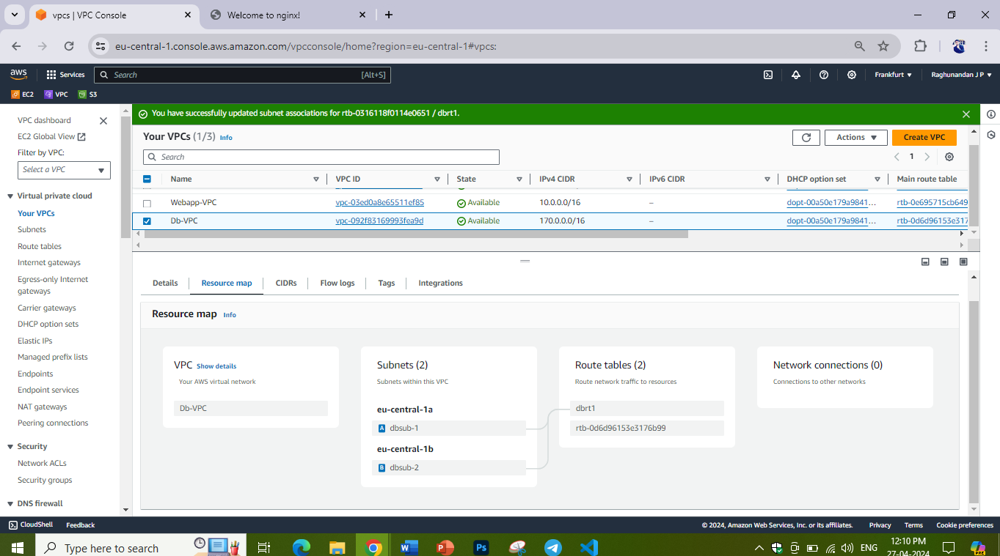 vpcs | VPC Console
Welcome to nginx!
eu-central-1.console.aws.amazon.com/vpcconsole/home?region=eu-central-1#vpcs:
aws
Services
Search
[Alt+S]
Frankfurt
Raghunandan J P
EC2
VPC
S3
VPC dashboard
EC2 Global View
Filter by VPC:
Select a VPC
Virtual private cloud
Your VPCs
Subnets
Route tables
Internet gateways
Egress-only Internet
gateways
Carrier gateways
DHCP option sets
Elastic IPs
Managed prefix lists
Endpoints
Endpoint services
NAT gateways
Peering connections
Security
Network ACLs
Security groups
DNS firewall
You have successfully updated subnet associations for rtb-0316118f0114e0651 / dbrt1.
Your VPCs (1/3) Info
Actions
Create VPC
Search
1
Name VPC ID State IPv4 CIDR IPv6 CIDR DHCP option set Main route table
Webapp-VPC vpc-03ed0a8e65511ef85 Available 10.0.0.0/16 – dopt-00a50e179a9841... rtb-0e695715cb649
Db-VPC vpc-092f83169993fea9d Available 170.0.0.0/16 – dopt-00a50e179a9841... rtb-0d6d96153e317
Details
Resource map
CIDRs
Flow logs
Tags
Integrations
Resource map Info
VPC Show details
Your AWS virtual network
Db-VPC
Subnets (2)
Subnets within this VPC
eu-central-1a
A dbsub-1
eu-central-1b
B dbsub-2
Route tables (2)
Route network traffic to resources
dbrt1
rtb-0d6d96153e3176b99
Network connections (0)
Connections to other networks
CloudShell
Feedback
© 2024, Amazon Web Services, Inc. or its affiliates.
Privacy
Terms
Cookie preferences
Type here to search
ENG
12:10 PM
27-04-2024